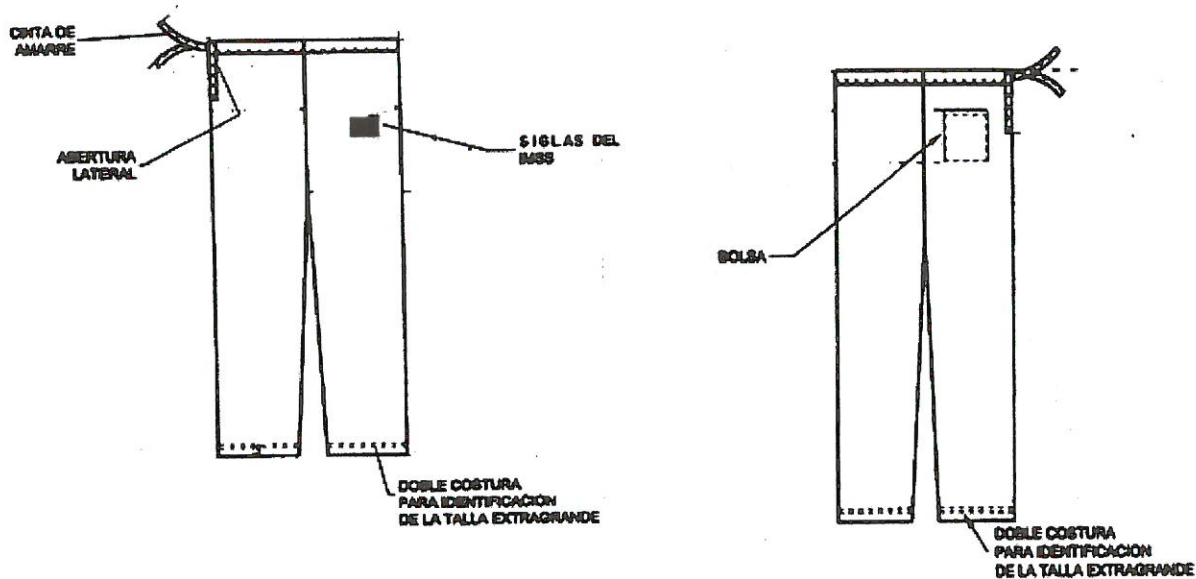 CINTA DE
AMARRE
ABERTURA
LATERAL
SIGLAS DEL
IMSS
DOBLE COSTURA
PARA IDENTIFICACION
DE LA TALLA EXTRAGRANDE
BOLSA
DOBLE COSTURA
PARA IDENTIFICACION
DE LA TALLA EXTRAGRANDE